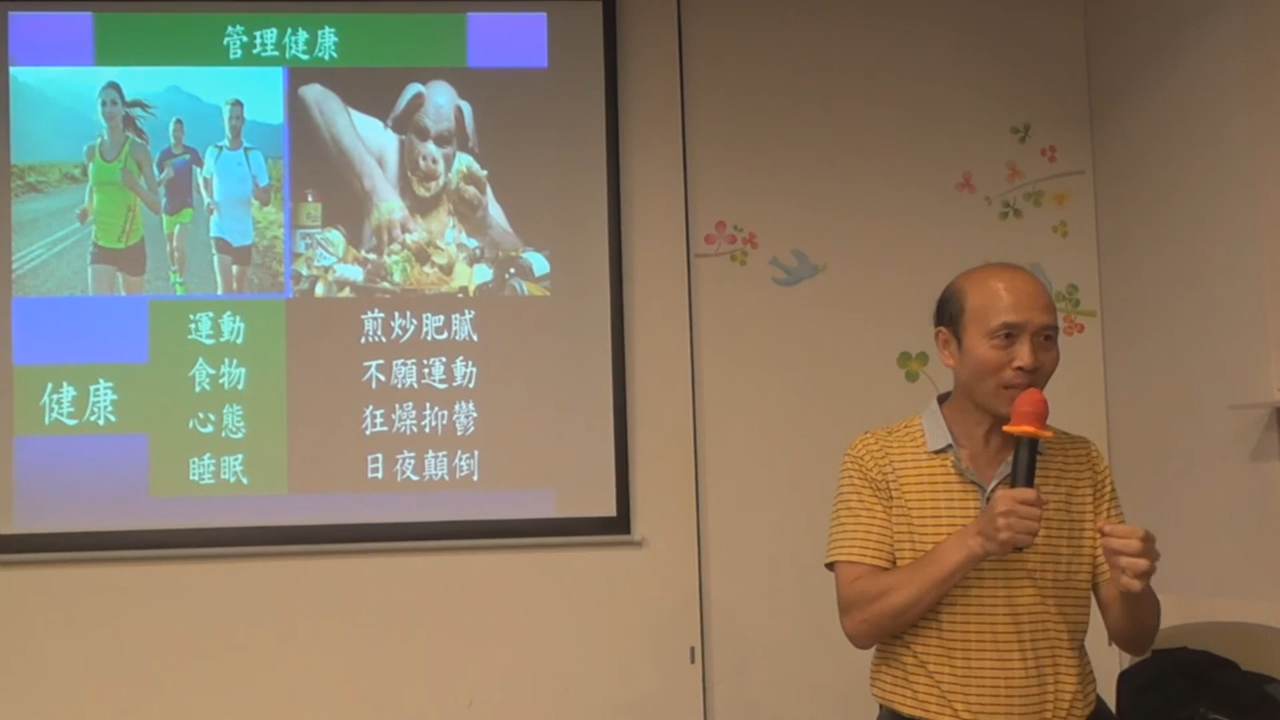 管理健康
運動 煎炒肥膩
食物 不願運動
健康
心態 狂燥抑鬱
睡眠 日夜顛倒